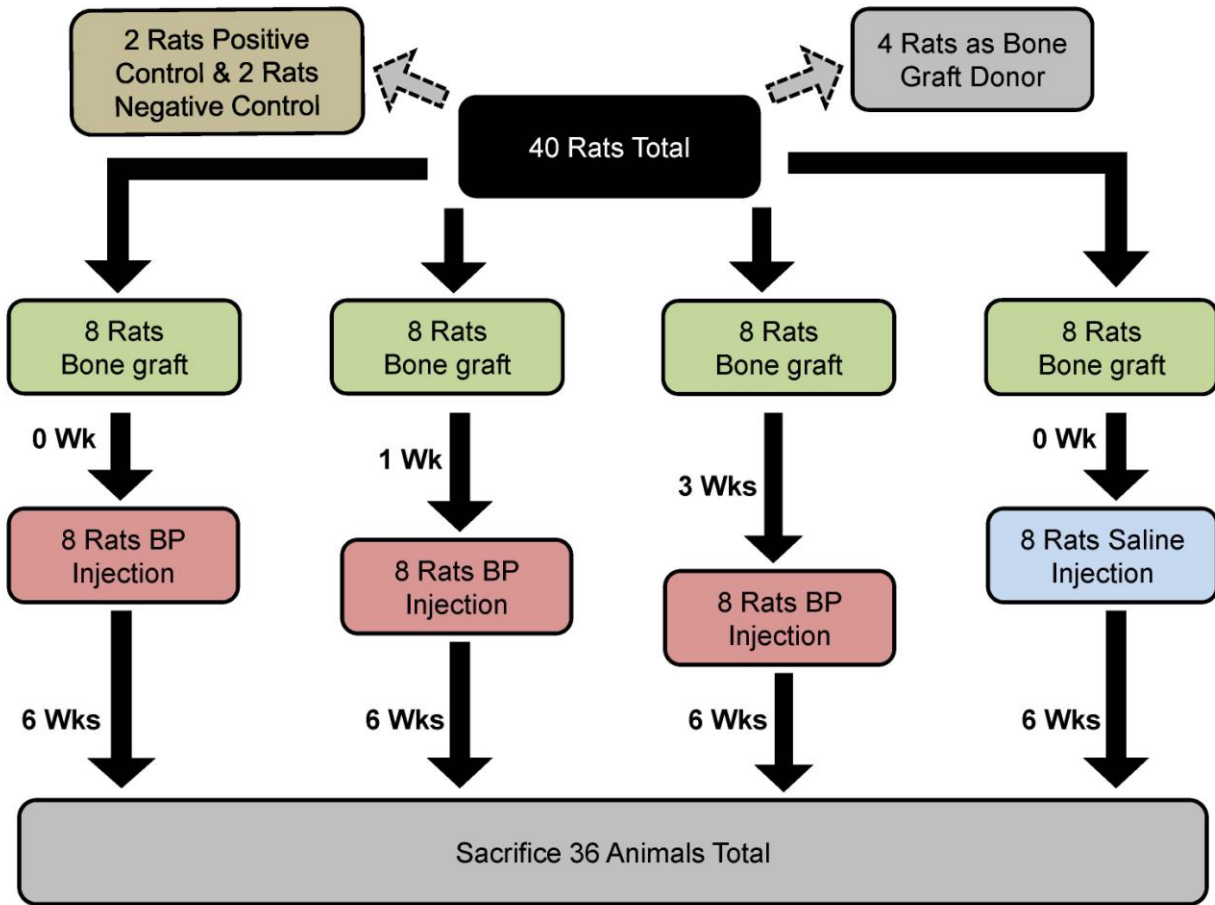 2 Rats Positive
Control & 2 Rats
Negative Control
4 Rats as Bone
Graft Donor
40 Rats Total
8 Rats
Bone graft
8 Rats
Bone graft
8 Rats
Bone graft
8 Rats
Bone graft
0 Wk
1 Wk
3 Wks
0 Wk
8 Rats BP
Injection
8 Rats BP
Injection
8 Rats BP
Injection
8 Rats Saline
Injection
6 Wks
6 Wks
6 Wks
6 Wks
Sacrifice 36 Animals Total